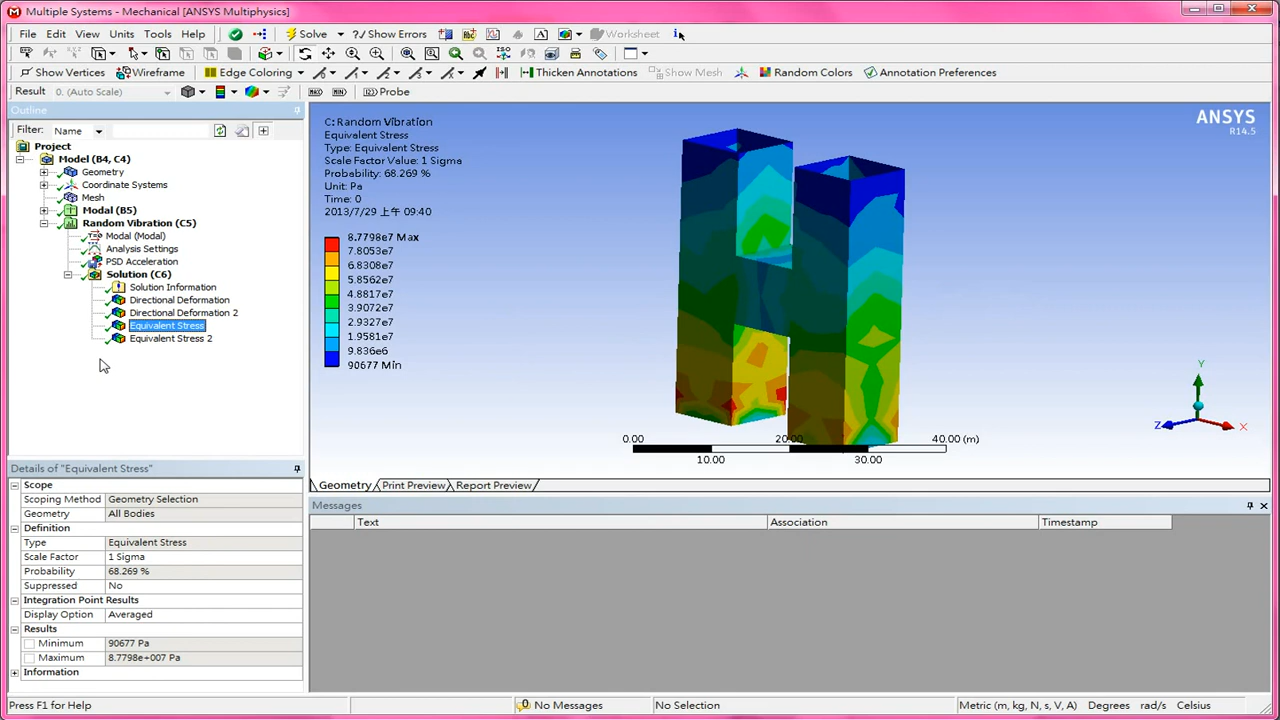 Multiple Systems - Mechanical [ANSYS Multiphysics]
File Edit View Units Tools Help Solve Show Errors Worksheet
Show Vertices Wireframe Edge Coloring Thicken Annotations Show Mesh Random Colors Annotation Preferences
Result 0. (Auto Scale) MAX MIN Probe
Outline
Filter: Name
Project
Model (B4, C4)
Geometry
Coordinate Systems
Mesh
Modal (B5)
Random Vibration (C5)
Modal (Modal)
Analysis Settings
PSD Acceleration
Solution (C6)
Solution Information
Directional Deformation
Directional Deformation 2
Equivalent Stress
Equivalent Stress 2
Details of "Equivalent Stress"
Scope
Scoping Method Geometry Selection
Geometry All Bodies
Definition
Type Equivalent Stress
Scale Factor 1 Sigma
Probability 68.269 %
Suppressed No
Integration Point Results
Display Option Averaged
Results
Minimum 90677 Pa
Maximum 8.7798e+007 Pa
Information
C: Random Vibration
Equivalent Stress
Type: Equivalent Stress
Scale Factor Value: 1 Sigma
Probability: 68.269 %
Unit: Pa
Time: 0
2013/7/29 上午 09:40
8.7798e7 Max
7.8053e7
6.8308e7
5.8562e7
4.8817e7
3.9072e7
2.9327e7
1.9581e7
9.836e6
90677 Min
ANSYS
R14.5
Y
Z X
0.00 20.00 40.00 (m)
10.00 30.00
Geometry Print Preview Report Preview
Messages
Text Association Timestamp
Press F1 for Help 0 No Messages No Selection Metric (m, kg, N, s, V, A) Degrees rad/s Celsius